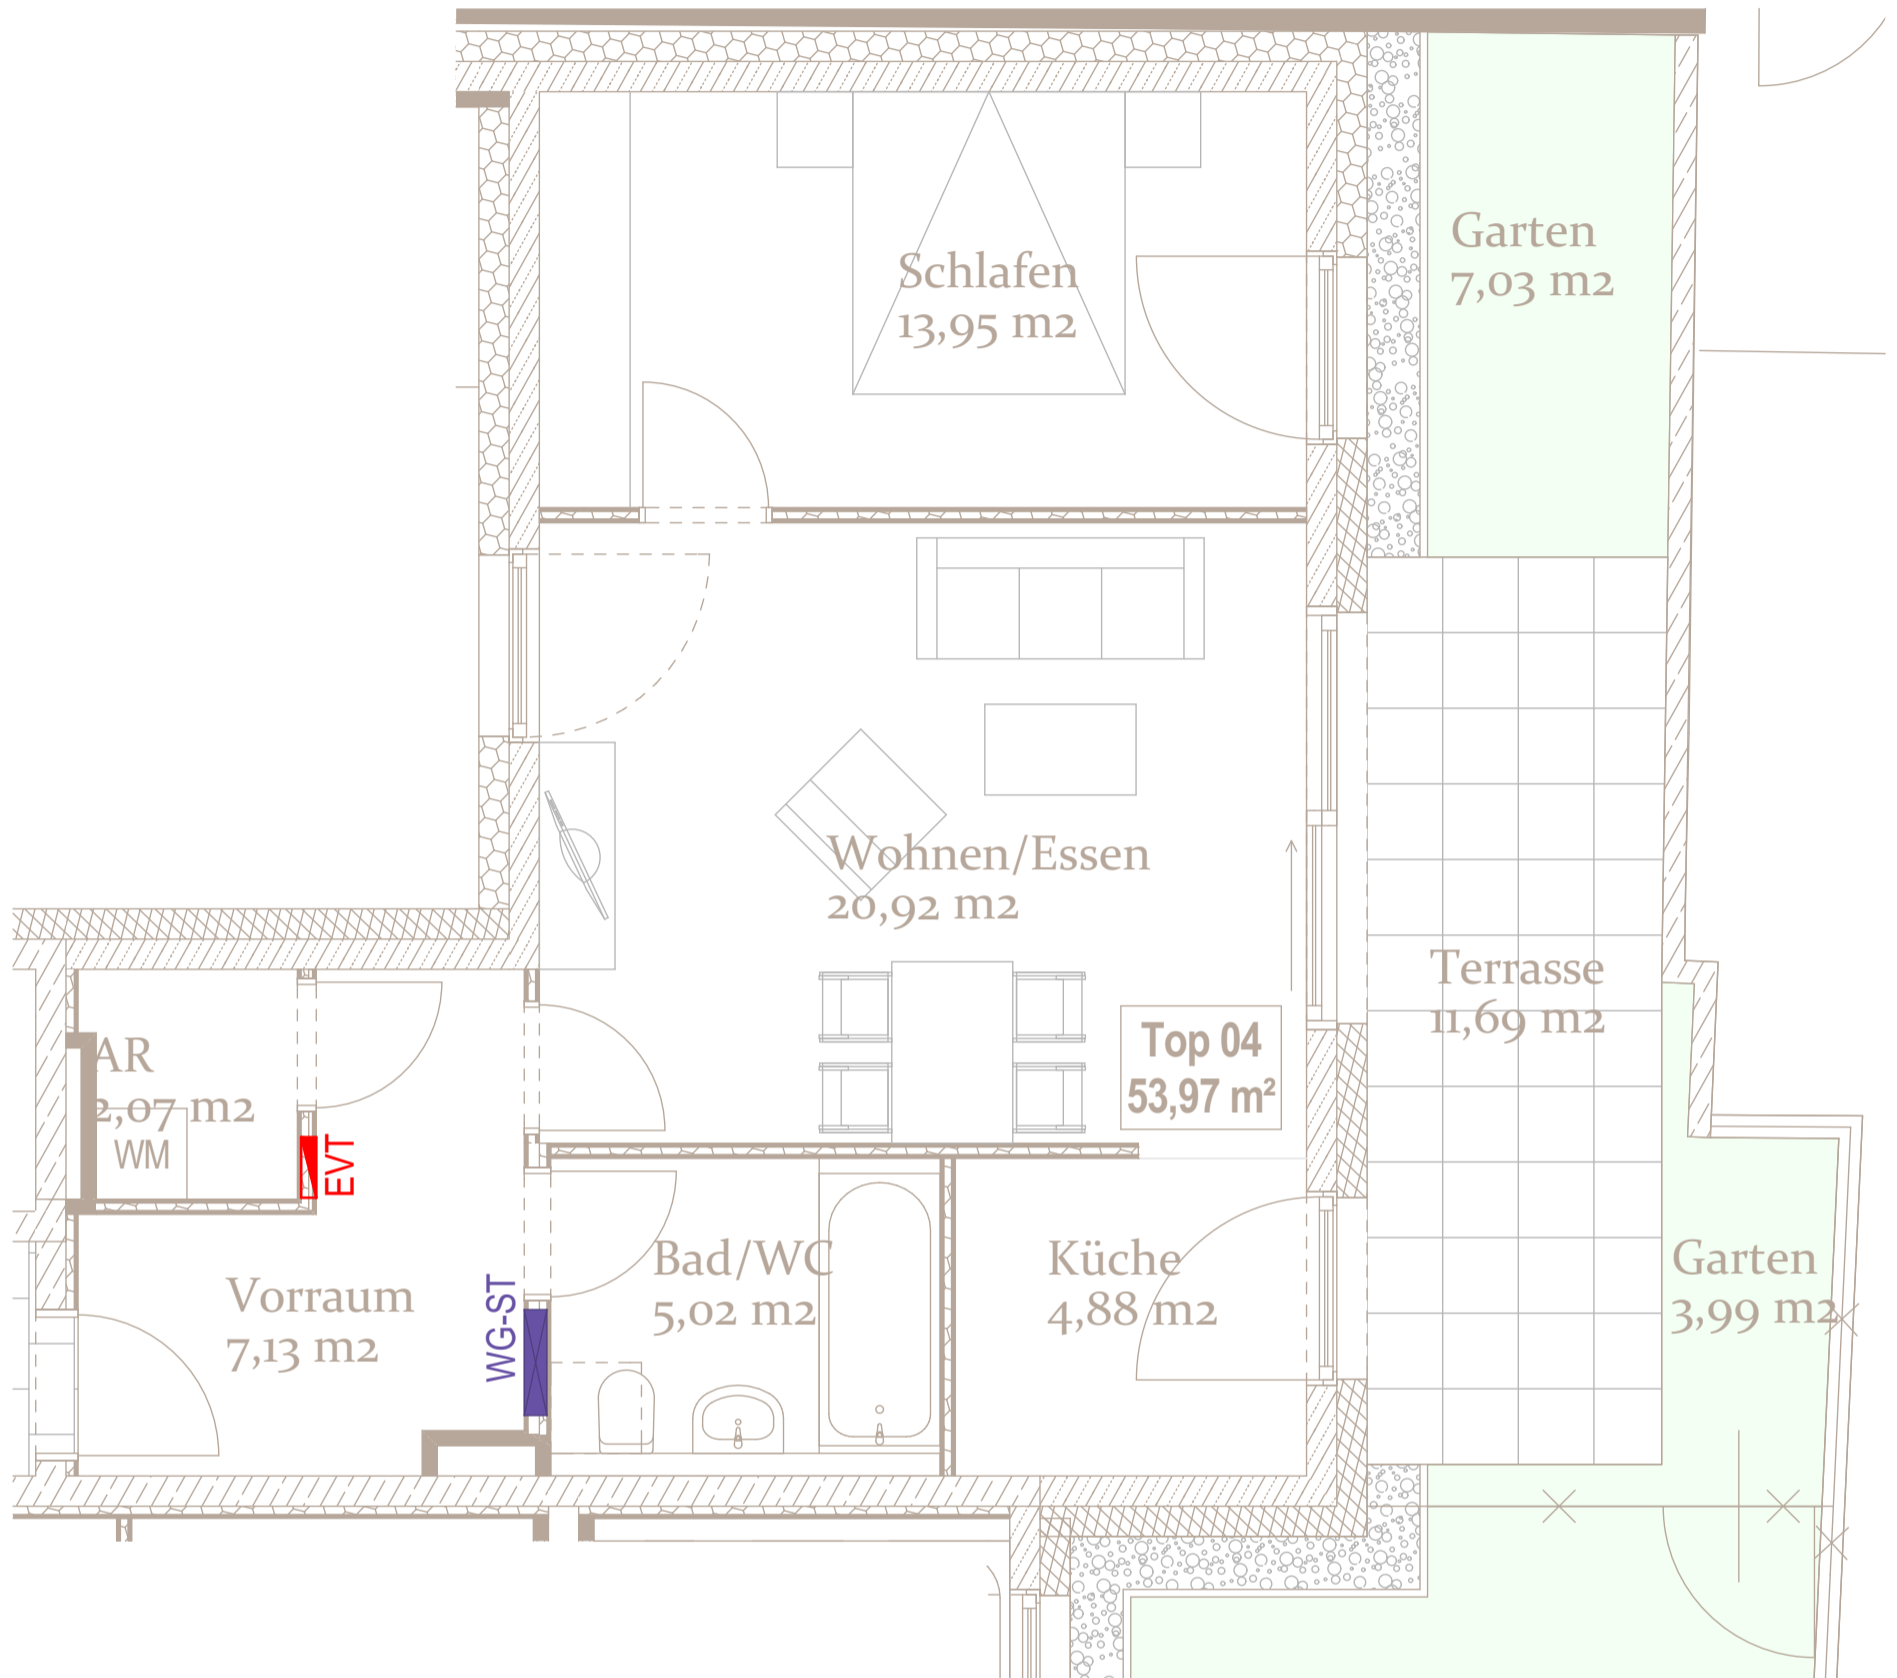 Garten
7,03 m2
Schlafen
13,95 m2
Wohnen/Essen
20,92 m2
Terrasse
11,69 m2
Top 04
53,97 m²
AR
2,07 m2
WM
EVT
Vorraum
7,13 m2
WG-ST
Bad/WC
5,02 m2
Küche
4,88 m2
Garten
3,99 m2